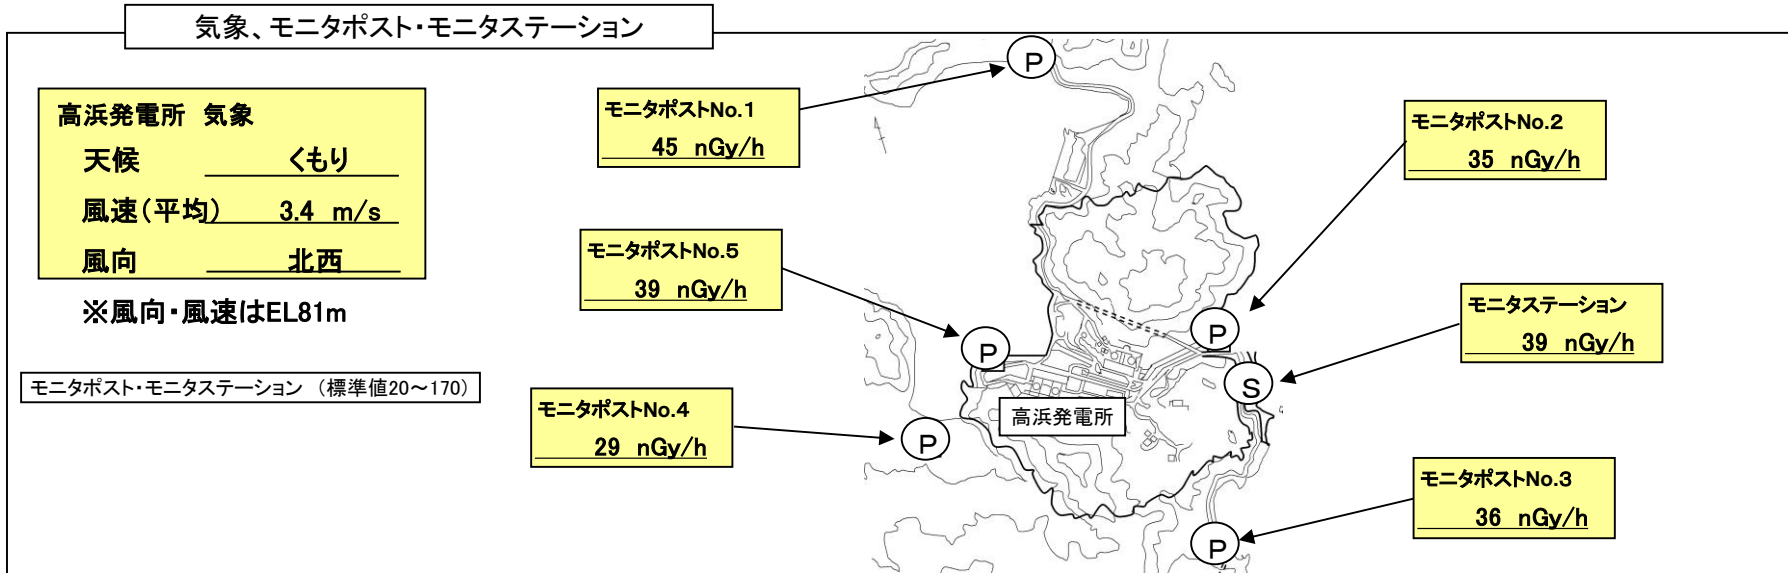 気象、モニタポスト・モニタステーション
高浜発電所 気象
天候 くもり
風速(平均) 3.4 m/s
風向 北西
※風向・風速はEL81m
モニタポスト・モニタステーション (標準値20~170)
モニタポストNo.1
45 nGy/h
モニタポストNo.2
35 nGy/h
モニタポストNo.5
39 nGy/h
モニタステーション
39 nGy/h
モニタポストNo.4
29 nGy/h
モニタポストNo.3
36 nGy/h
高浜発電所
P
P
P
S
P
P